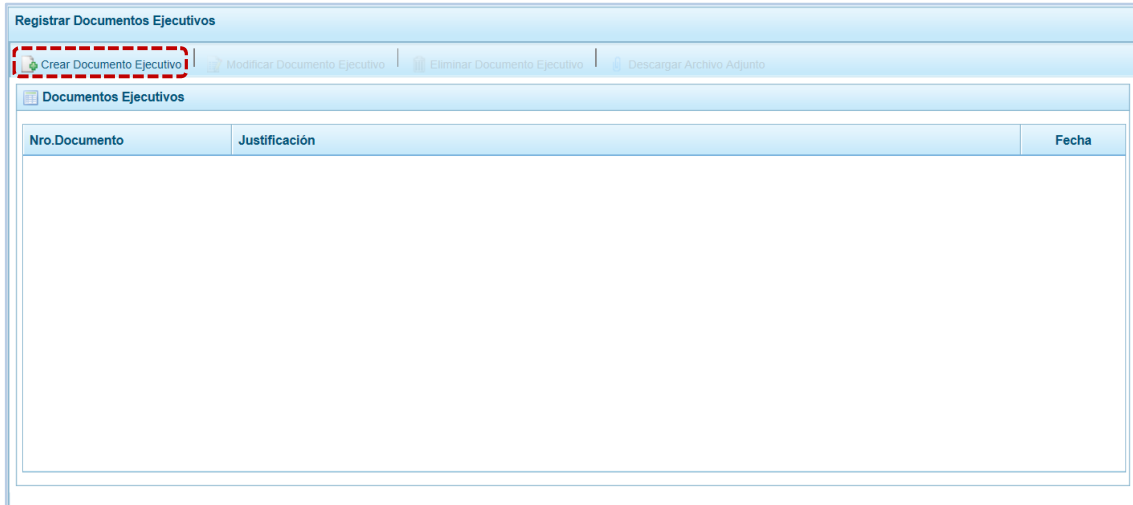 Registrar Documentos Ejecutivos
Crear Documento Ejecutivo Modificar Documento Ejecutivo Eliminar Documento Ejecutivo Descargar Archivo Adjunto
Documentos Ejecutivos
Nro.Documento Justificación Fecha